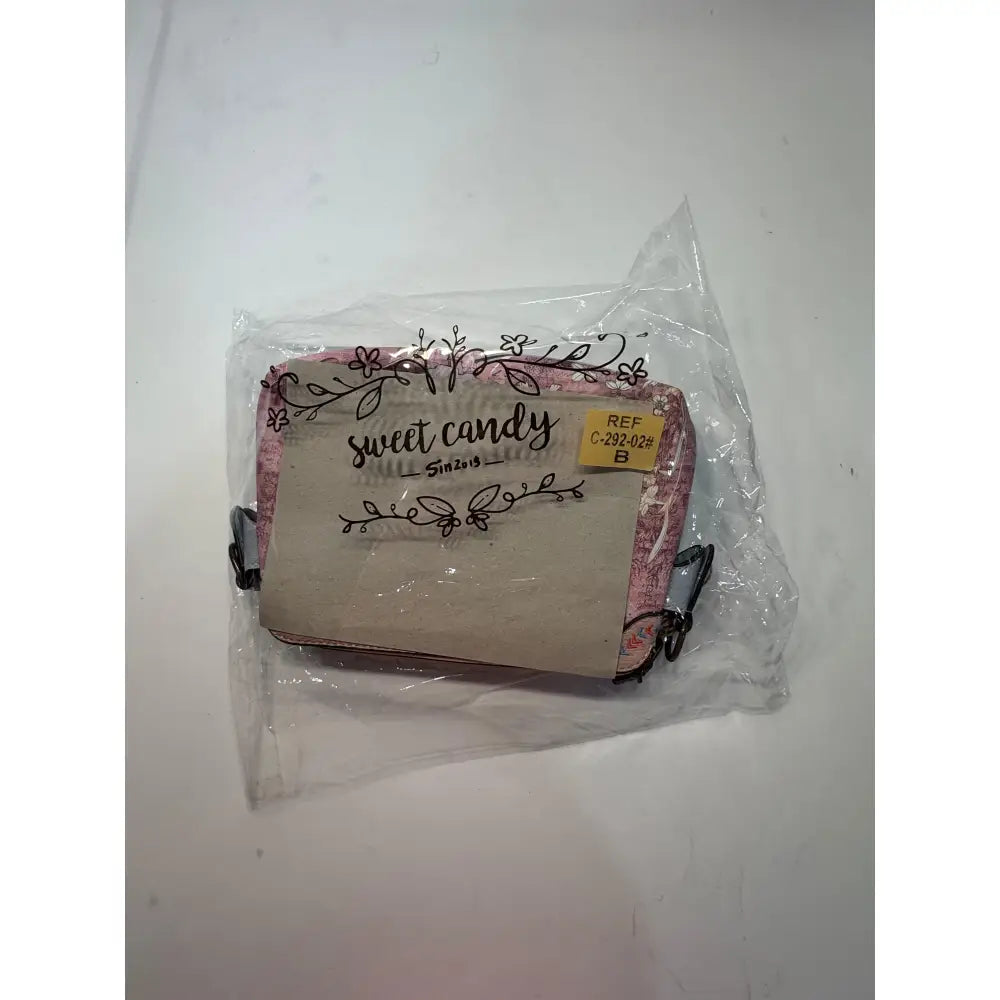 sweet candy
— Sin2019 —
REF
C-292-02#
B